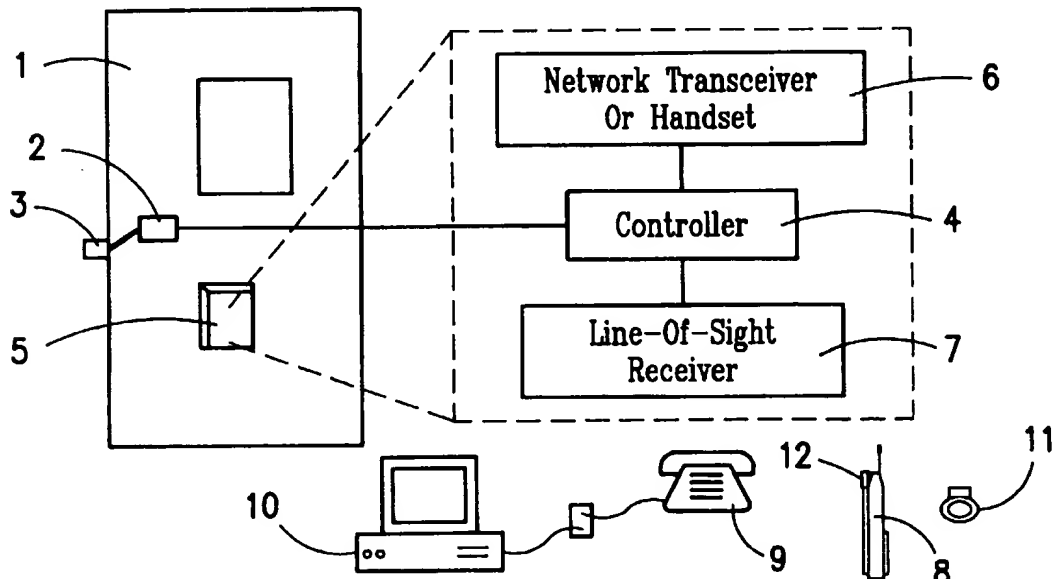 1
Network Transceiver
Or Handset
6
2
3
Controller
4
5
Line-Of-Sight
Receiver
7
10
9
12
8
11